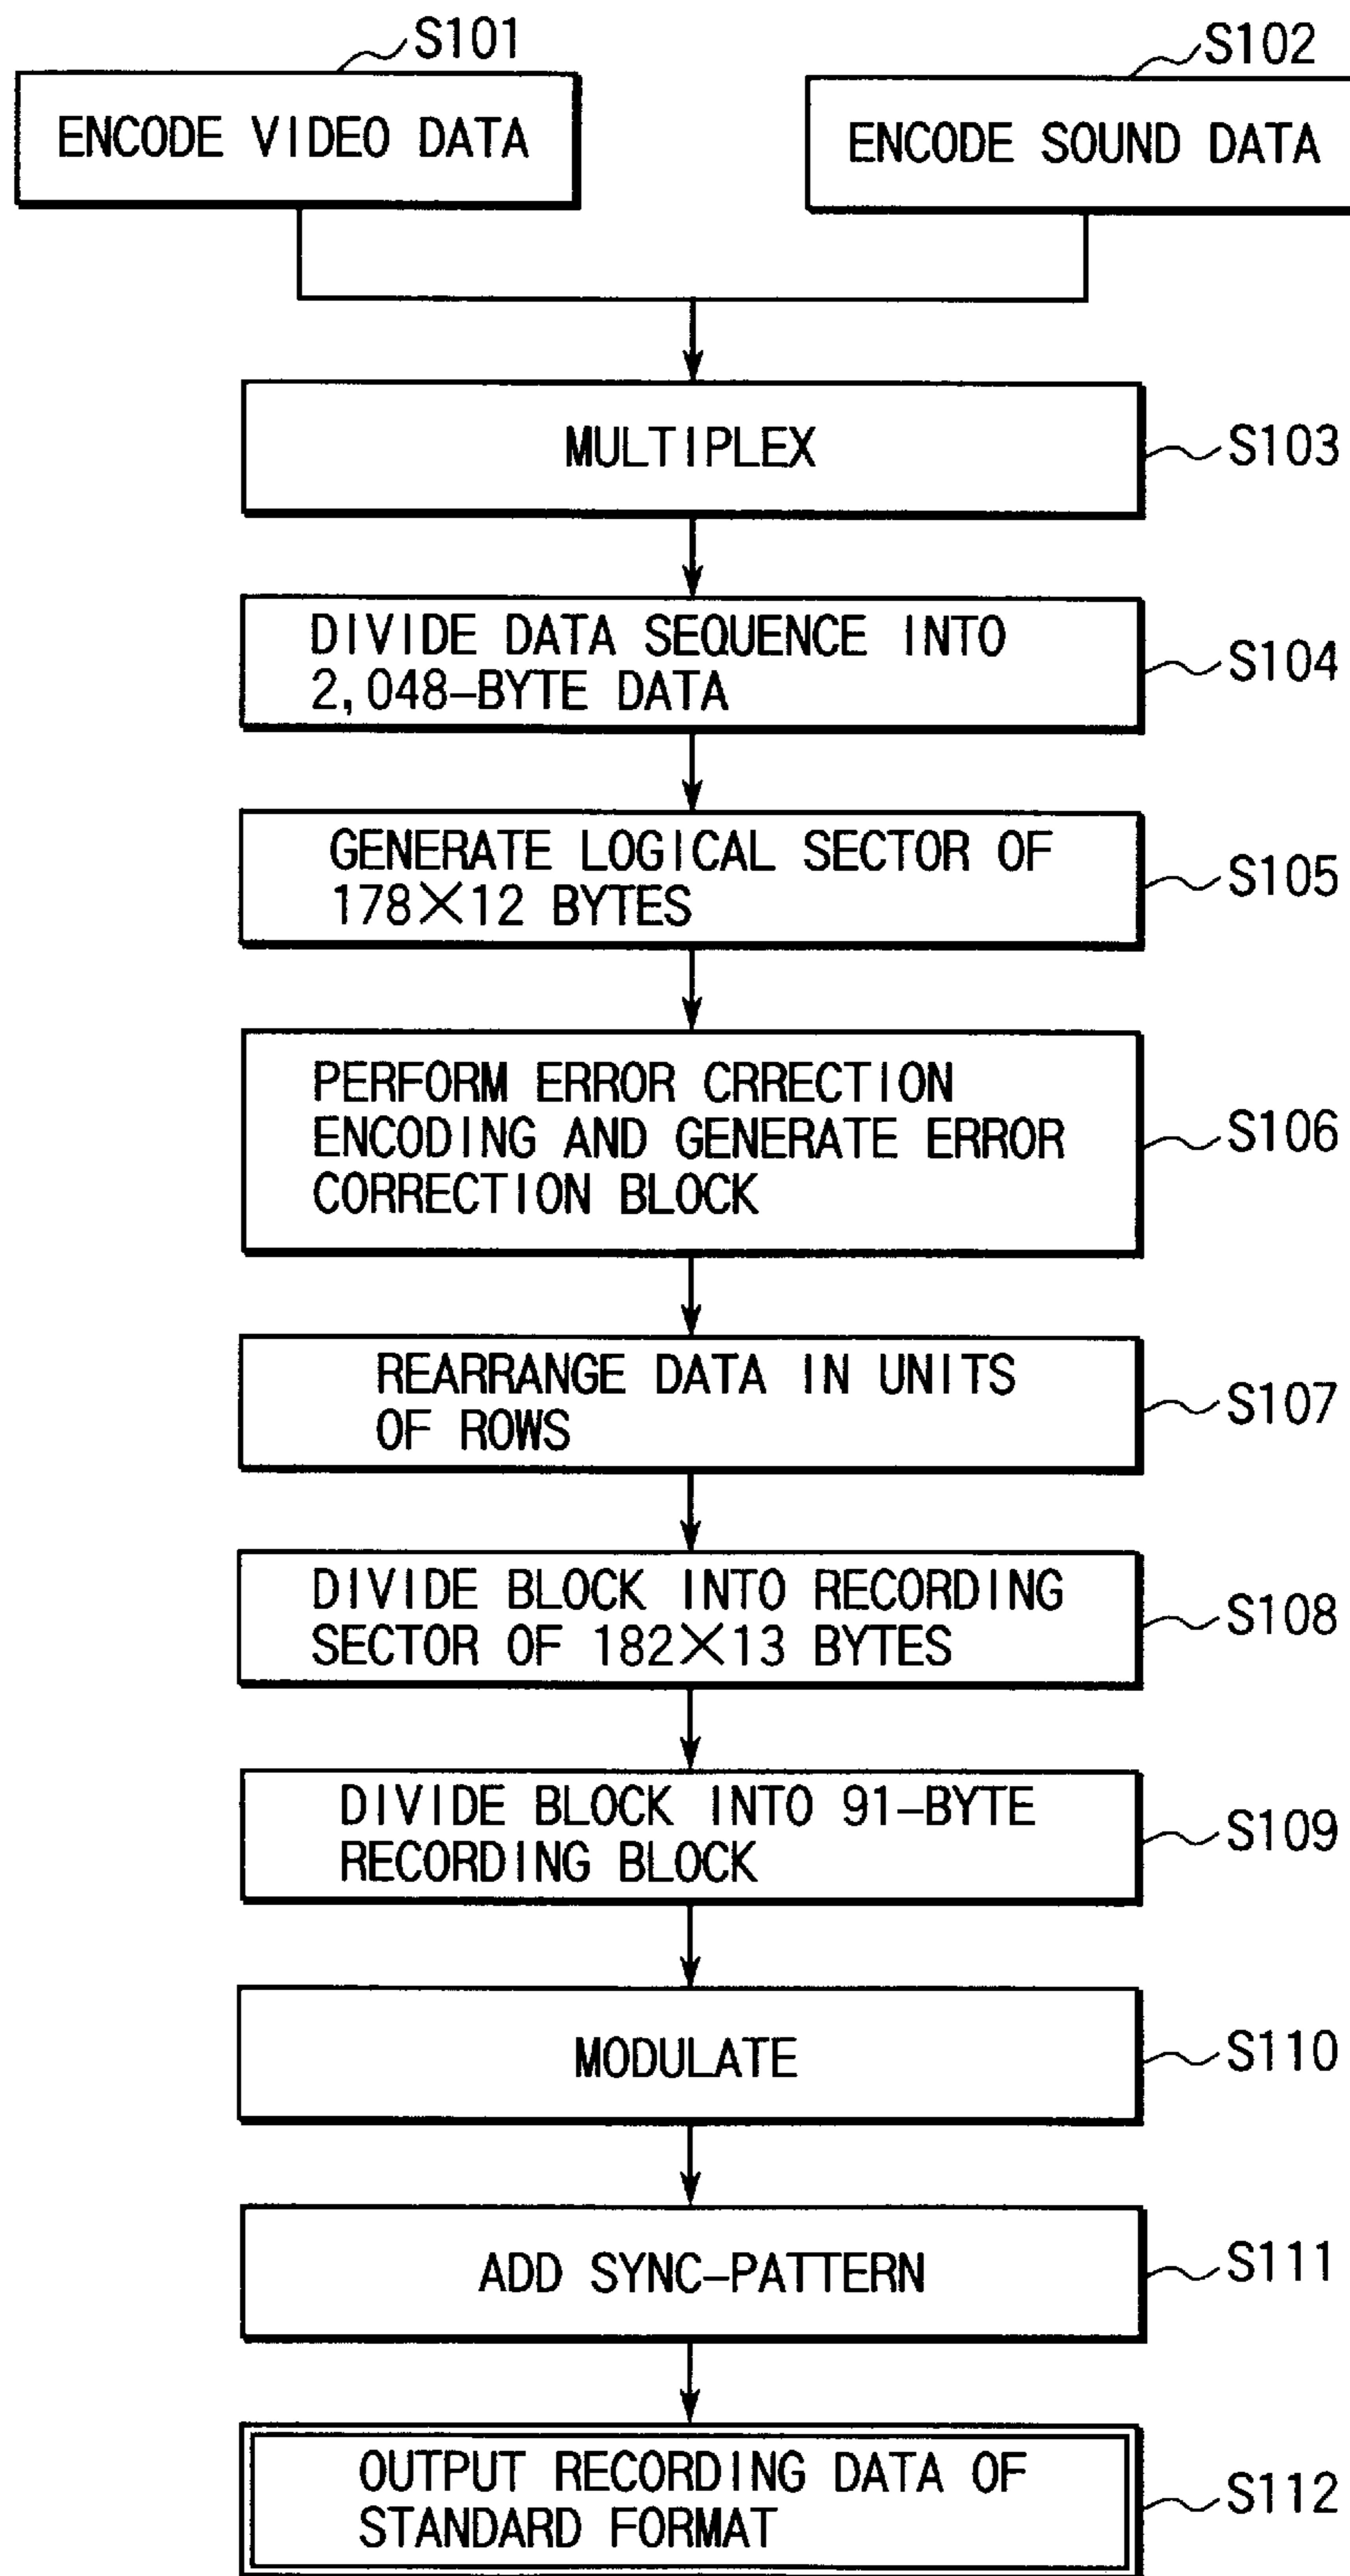 S101
S102
ENCODE VIDEO DATA
ENCODE SOUND DATA
MULTIPLEX
S103
DIVIDE DATA SEQUENCE INTO
2,048-BYTE DATA
S104
GENERATE LOGICAL SECTOR OF
178×12 BYTES
S105
PERFORM ERROR CRRECTION
ENCODING AND GENERATE ERROR
CORRECTION BLOCK
S106
REARRANGE DATA IN UNITS
OF ROWS
S107
DIVIDE BLOCK INTO RECORDING
SECTOR OF 182×13 BYTES
S108
DIVIDE BLOCK INTO 91-BYTE
RECORDING BLOCK
S109
MODULATE
S110
ADD SYNC-PATTERN
S111
OUTPUT RECORDING DATA OF
STANDARD FORMAT
S112